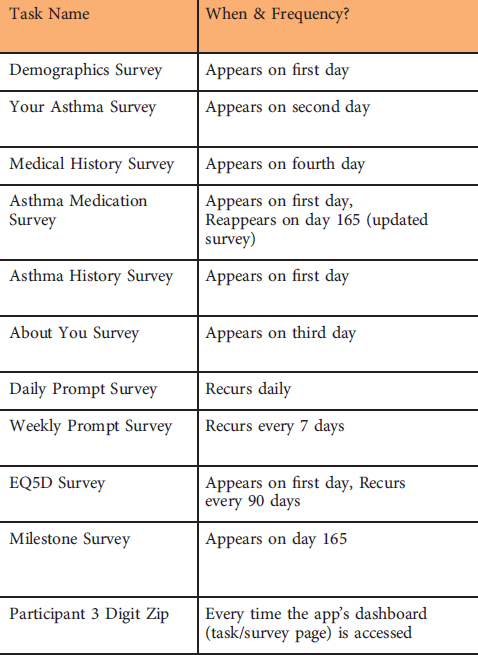 Task Name
When & Frequency?
Demographics Survey
Appears on first day
Your Asthma Survey
Appears on second day
Medical History Survey
Appears on fourth day
Asthma Medication
Survey
Appears on first day,
Reappears on day 165 (updated
survey)
Asthma History Survey
Appears on first day
About You Survey
Appears on third day
Daily Prompt Survey
Recurs daily
Weekly Prompt Survey
Recurs every 7 days
EQ5D Survey
Appears on first day, Recurs
every 90 days
Milestone Survey
Appears on day 165
Participant 3 Digit Zip
Every time the app's dashboard
(task/survey page) is accessed